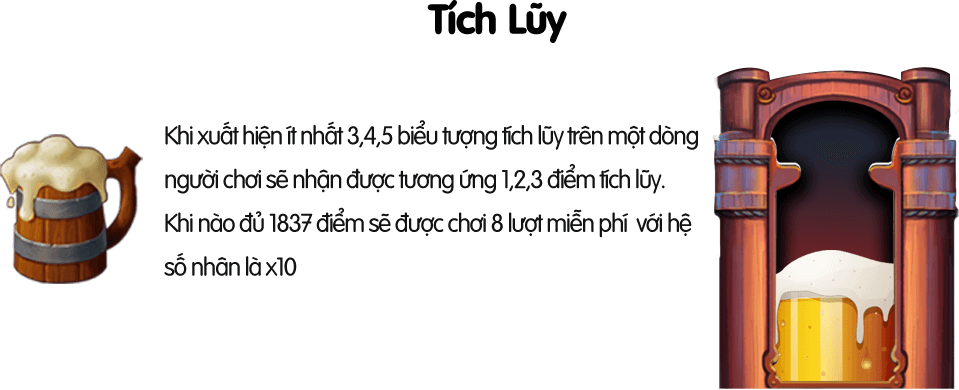 Tích Lũy
Khi xuất hiện ít nhất 3,4,5 biểu tượng tích lũy trên một dòng
người chơi sẽ nhận được tương ứng 1,2,3 điểm tích lũy.
Khi nào đủ 1837 điểm sẽ được chơi 8 lượt miễn phí với hệ
số nhân là x10